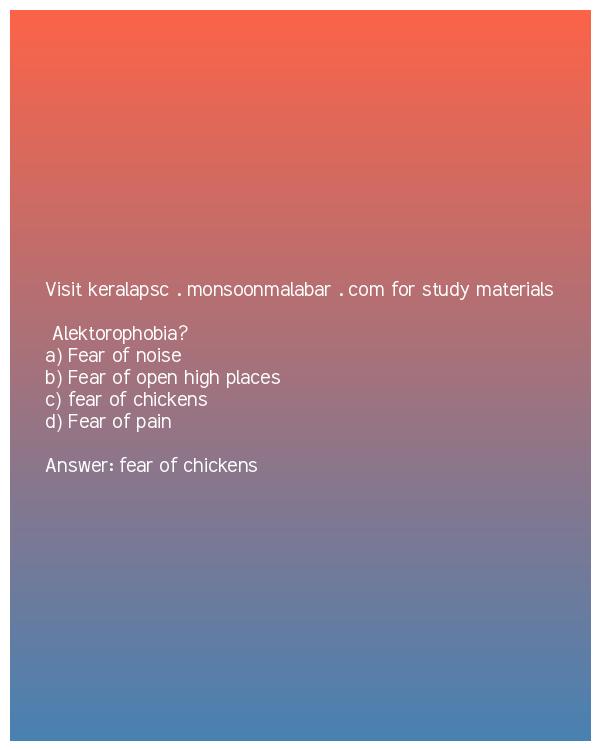 Visit keralapsc . monsoonmalabar . com for study materials
Alektorophobia?
a) Fear of noise
b) Fear of open high places
c) fear of chickens
d) Fear of pain
Answer: fear of chickens